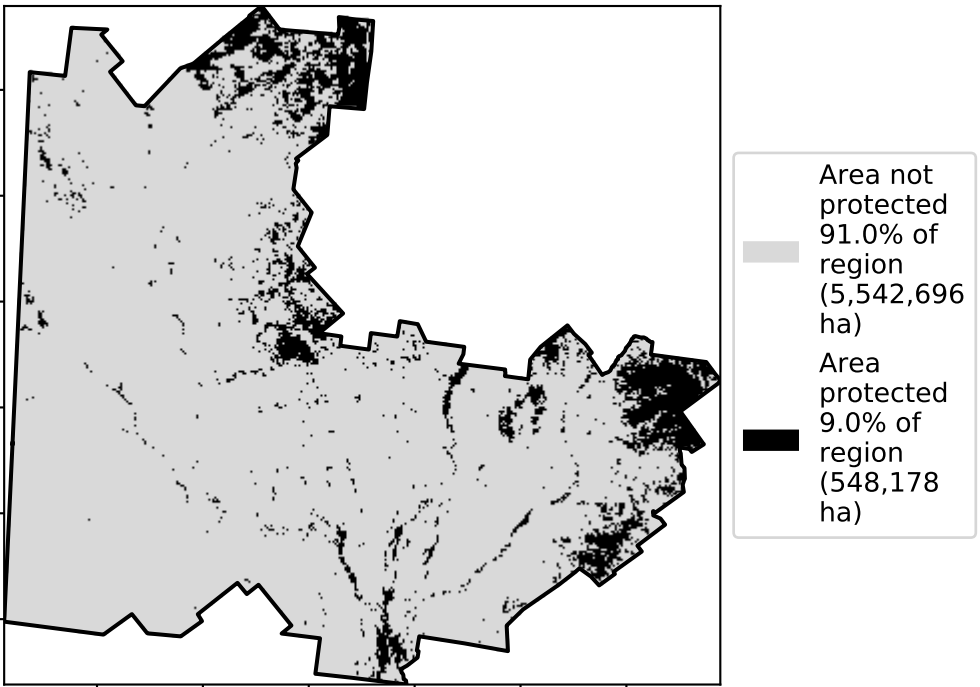 Area not
protected
91.0% of
region
(5,542,696
ha)
Area
protected
9.0% of
region
(548,178
ha)